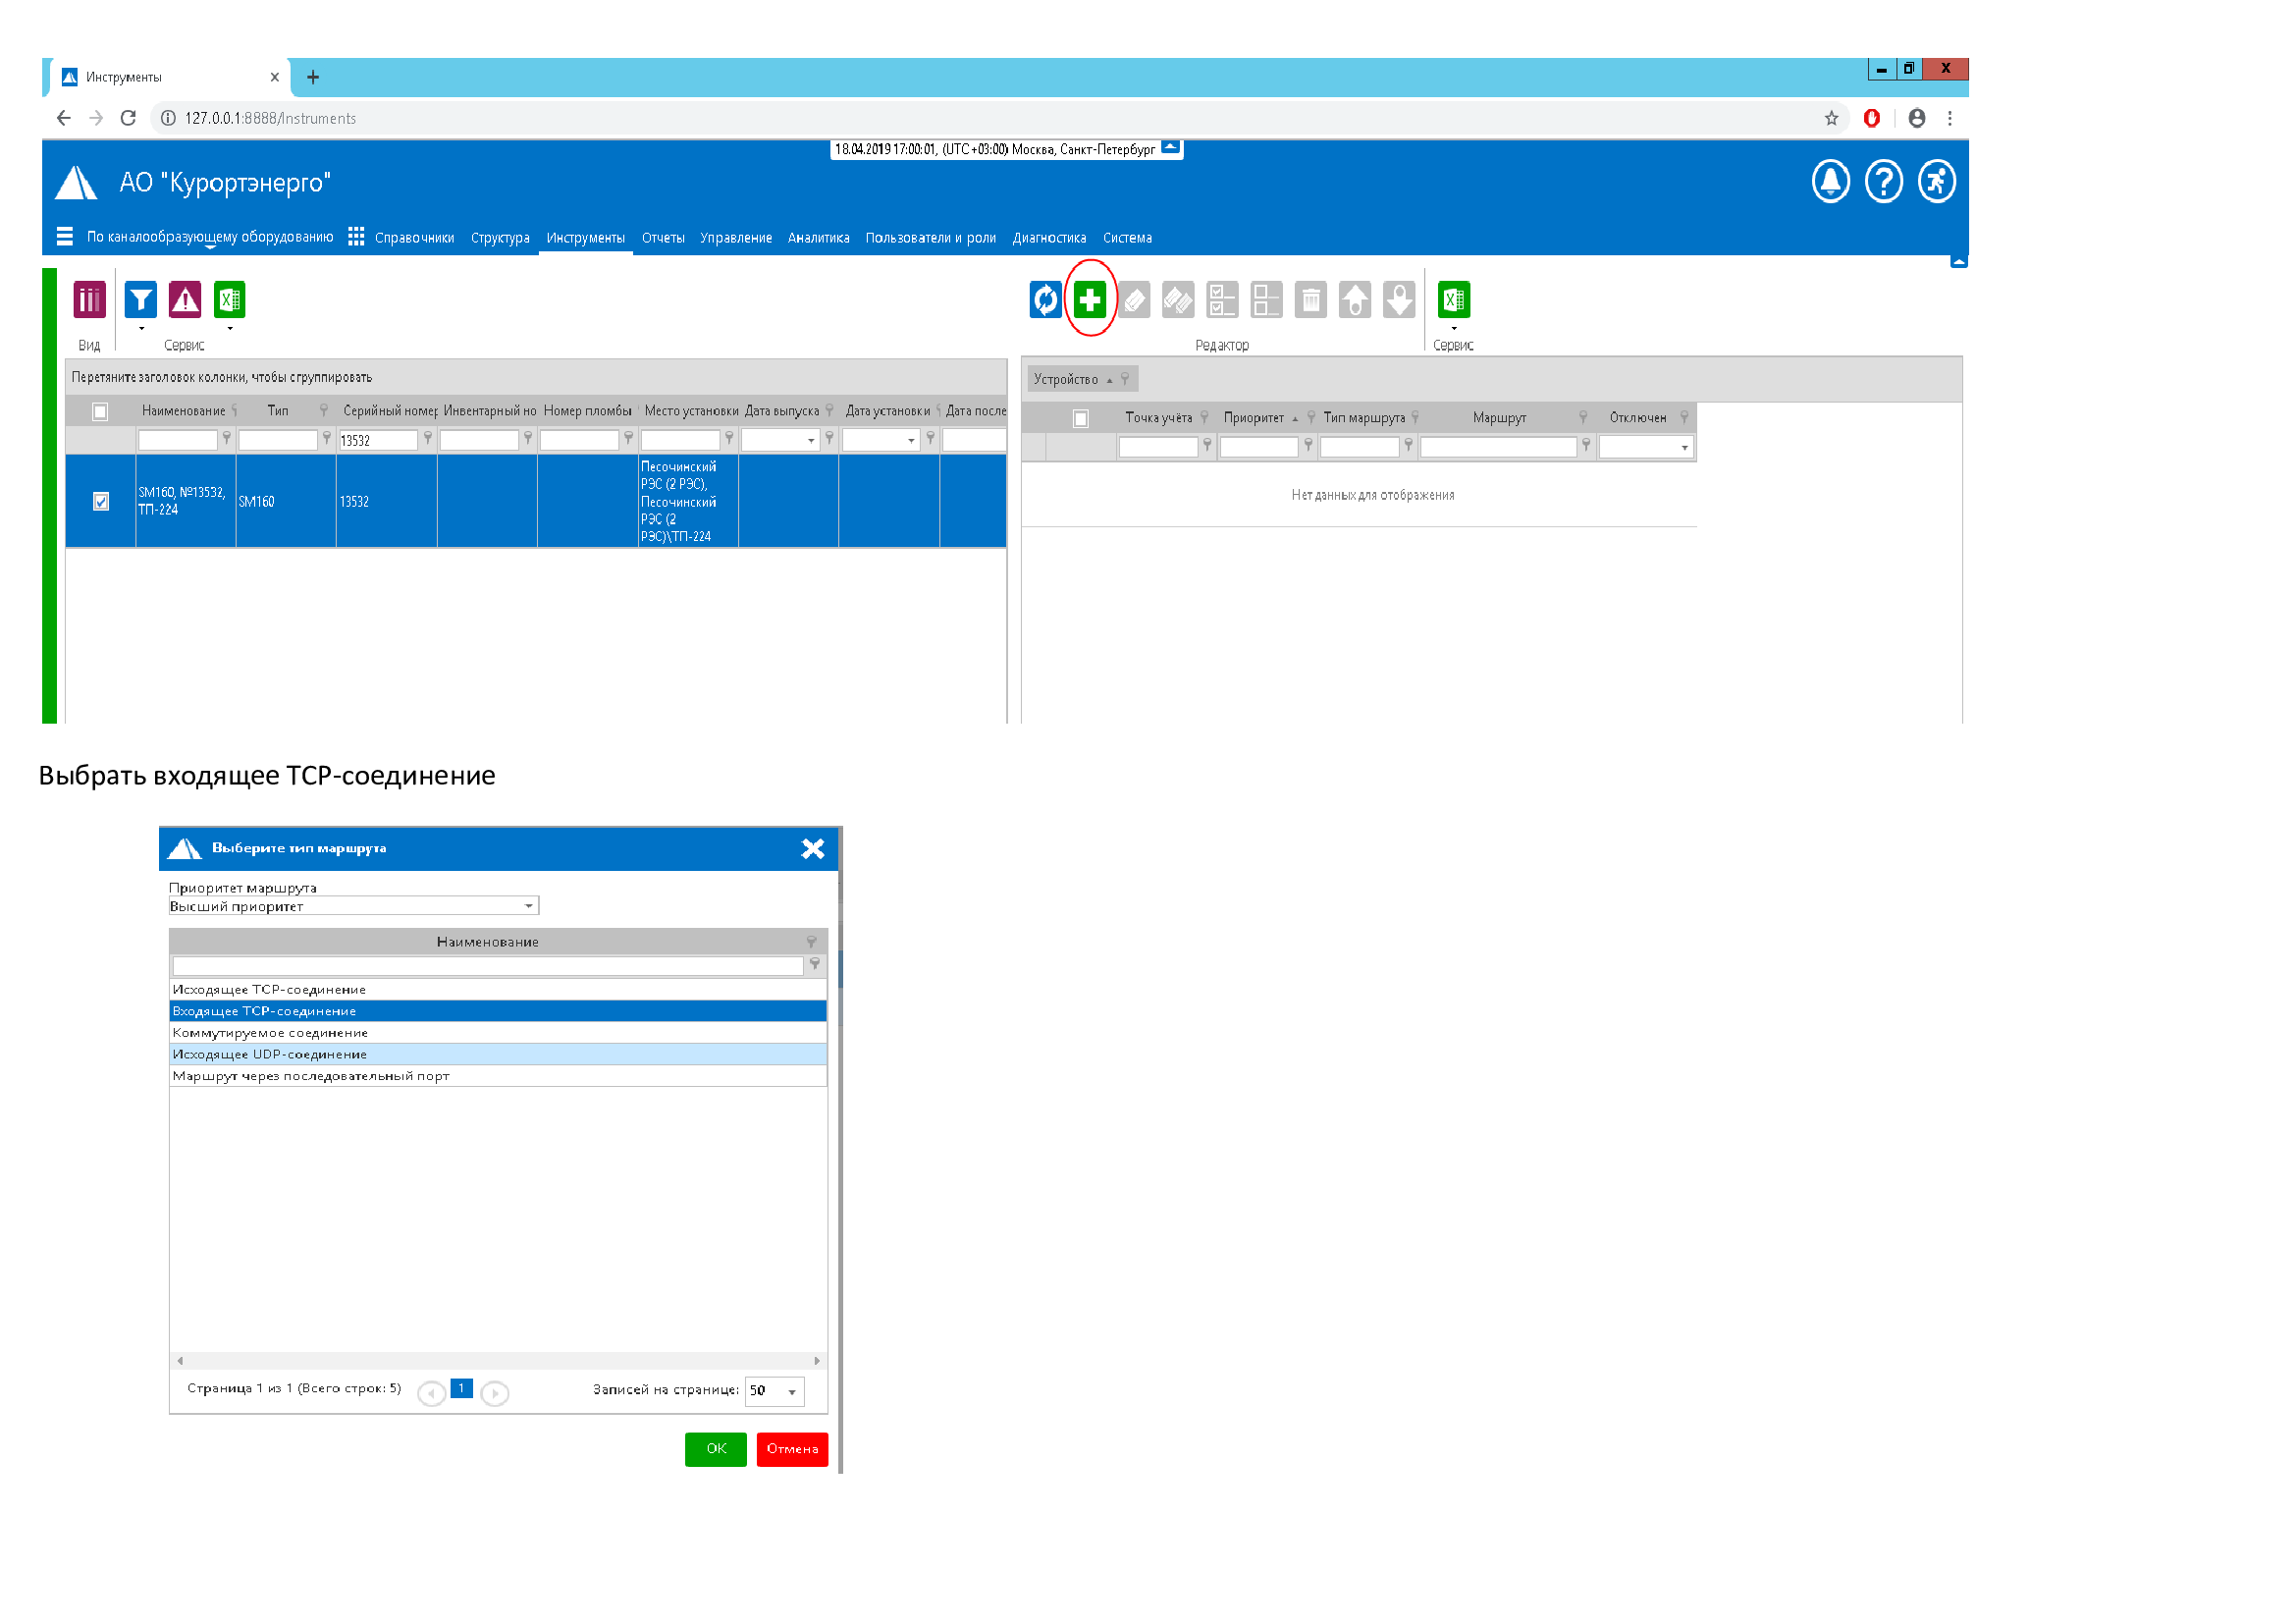 Инструменты
127.0.0.1:8888/Instruments
18.04.2019 17:00:01, (UTC+03:00) Москва, Санкт-Петербург
АО "Курортэнерго"
По каналообразующему оборудованию Справочники Структура Инструменты Отчеты Управление Аналитика Пользователи и роли Диагностика Система
Вид Сервис
Редактор Сервис
Перетяните заголовок колонки, чтобы сгруппировать
Наименование Тип Серийный номер Инвентарный но Номер пломбы Место установки Дата выпуска Дата установки Дата после
13532
SM160, №13532, ТП-224
SM160
13532
Песочинский
РЭС (2 РЭС),
Песочинский
РЭС (2
РЭС)\ТП-224
Устройство
Точка учёта Приоритет Тип маршрута Маршрут Отключен
Нет данных для отображения
Выбрать входящее TCP-соединение
Выберите тип маршрута
Приоритет маршрута
Высший приоритет
Наименование
Исходящее TCP-соединение
Входящее TCP-соединение
Коммутируемое соединение
Исходящее UDP-соединение
Маршрут через последовательный порт
Страница 1 из 1 (Всего строк: 5) 1 Записей на странице: 50
OK Отмена